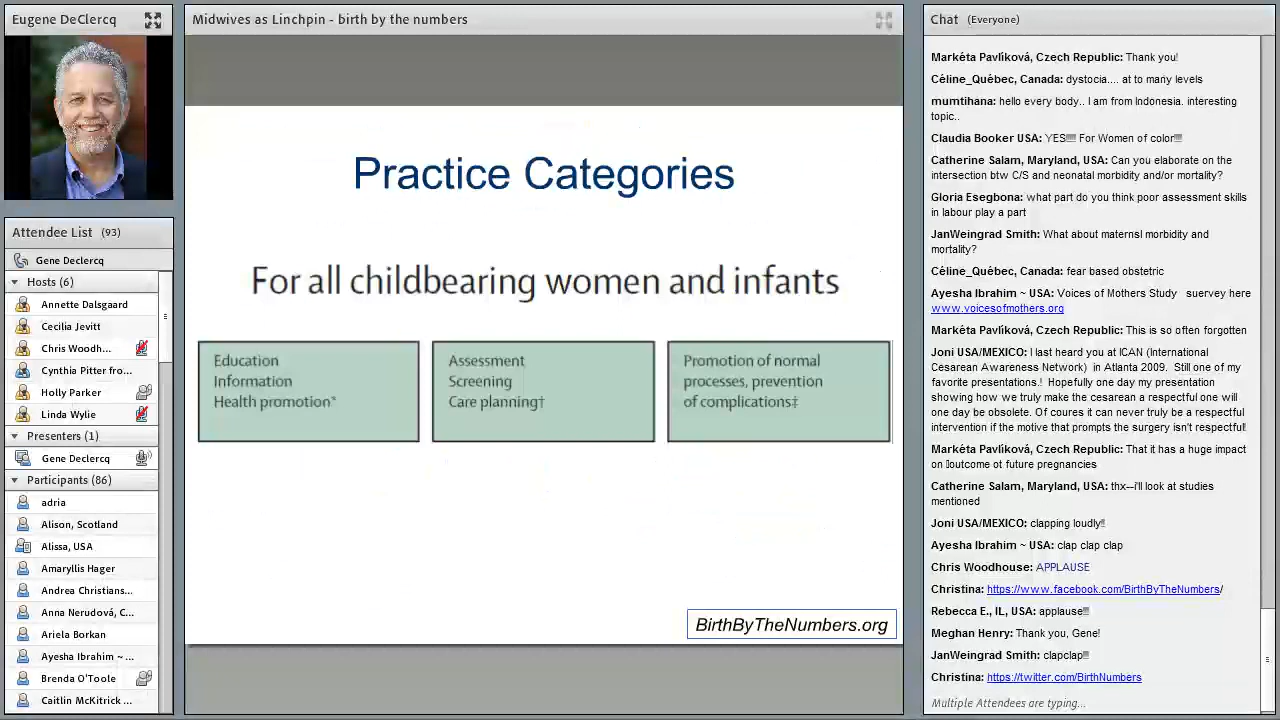 Eugene DeClercq
Attendee List (93)
Gene Declercq
Hosts (6)
Annette Dalsgaard
Cecilia Jevitt
Chris Woodh...
Cynthia Pitter fro...
Holly Parker
Linda Wylie
Presenters (1)
Gene Declercq
Participants (86)
adria
Alison, Scotland
Alissa, USA
Amaryllis Hager
Andrea Christians...
Anna Nerudová, C...
Ariela Borkan
Ayesha Ibrahim ~ ...
Brenda O'Toole
Caitlin McKitrick ...
Midwives as Linchpin - birth by the numbers
Practice Categories
For all childbearing women and infants
Education
Information
Health promotion*
Assessment
Screening
Care planning†
Promotion of normal
processes, prevention
of complications‡
BirthByTheNumbers.org
Chat (Everyone)
Markéta Pavlíková, Czech Republic: Thank you!
Céline_Québec, Canada: dystocia.... at to many levels
mumtihana: hello every body.. I am from Indonesia. interesting
topic..
Claudia Booker USA: YES!!!! For Women of color!!!!
Catherine Salam, Maryland, USA: Can you elaborate on the
intersection btw C/S and neonatal morbidity and/or mortality?
Gloria Esegbona: what part do you think poor assessment skills
in labour play a part
JanWeingrad Smith: What about maternsl morbidity and
mortality?
Céline_Québec, Canada: fear based obstetric
Ayesha Ibrahim ~ USA: Voices of Mothers Study suervey here
www.voicesofmothers.org
Markéta Pavlíková, Czech Republic: This is so often forgotten
Joni USA/MEXICO: I last heard you at ICAN (International
Cesarean Awareness Network) in Atlanta 2009. Still one of my
favorite presentations.! Hopefully one day my presentation
showing how we truly make the cesarean a respectful one will
one day be obsolete. Of coures it can never truly be a respectful
intervention if the motive that prompts the surgery isn't respectful!
Markéta Pavlíková, Czech Republic: That it has a huge impact
on outcome of future pregnancies
Catherine Salam, Maryland, USA: thx--i'll look at studies
mentioned
Joni USA/MEXICO: clapping loudly!!
Ayesha Ibrahim ~ USA: clap clap clap
Chris Woodhouse: APPLAUSE
Christina: https://www.facebook.com/BirthByTheNumbers/
Rebecca E., IL, USA: applause!!!
Meghan Henry: Thank you, Gene!
JanWeingrad Smith: clapclap!!!
Christina: https://twitter.com/BirthNumbers
Multiple Attendees are typing...